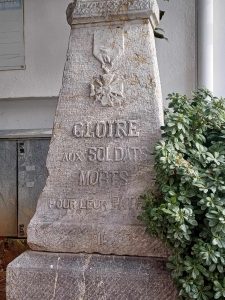 GLOIRE
AUX SOLDATS
MORTS
POUR LEUR